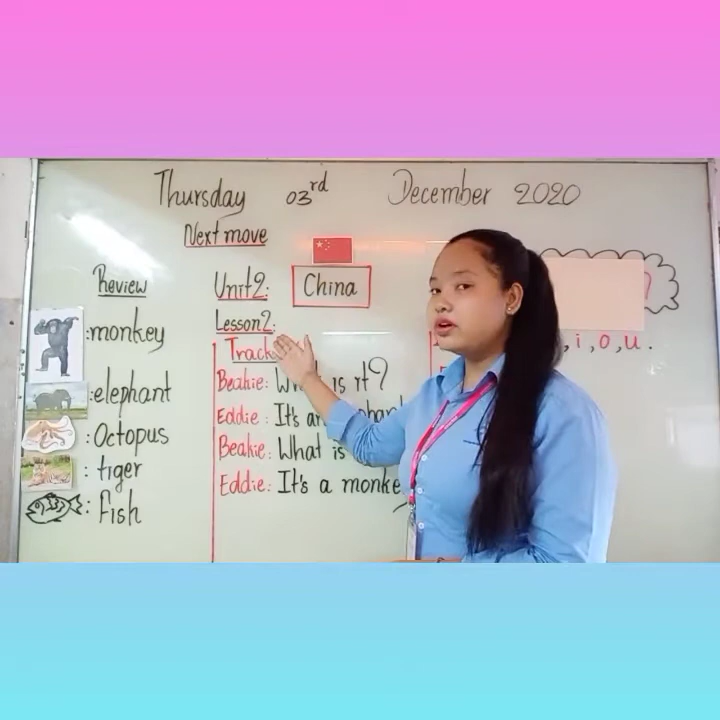 Thursday 03rd December 2020
Next move
Review
Unit2:
China
Lesson2:
:monkey
Track
Beakie: is it?
:elephant
Eddie: It's an
:Octopus
Beakie: What is
: tiger
Eddie: It's a
: fish
, i, o, u.